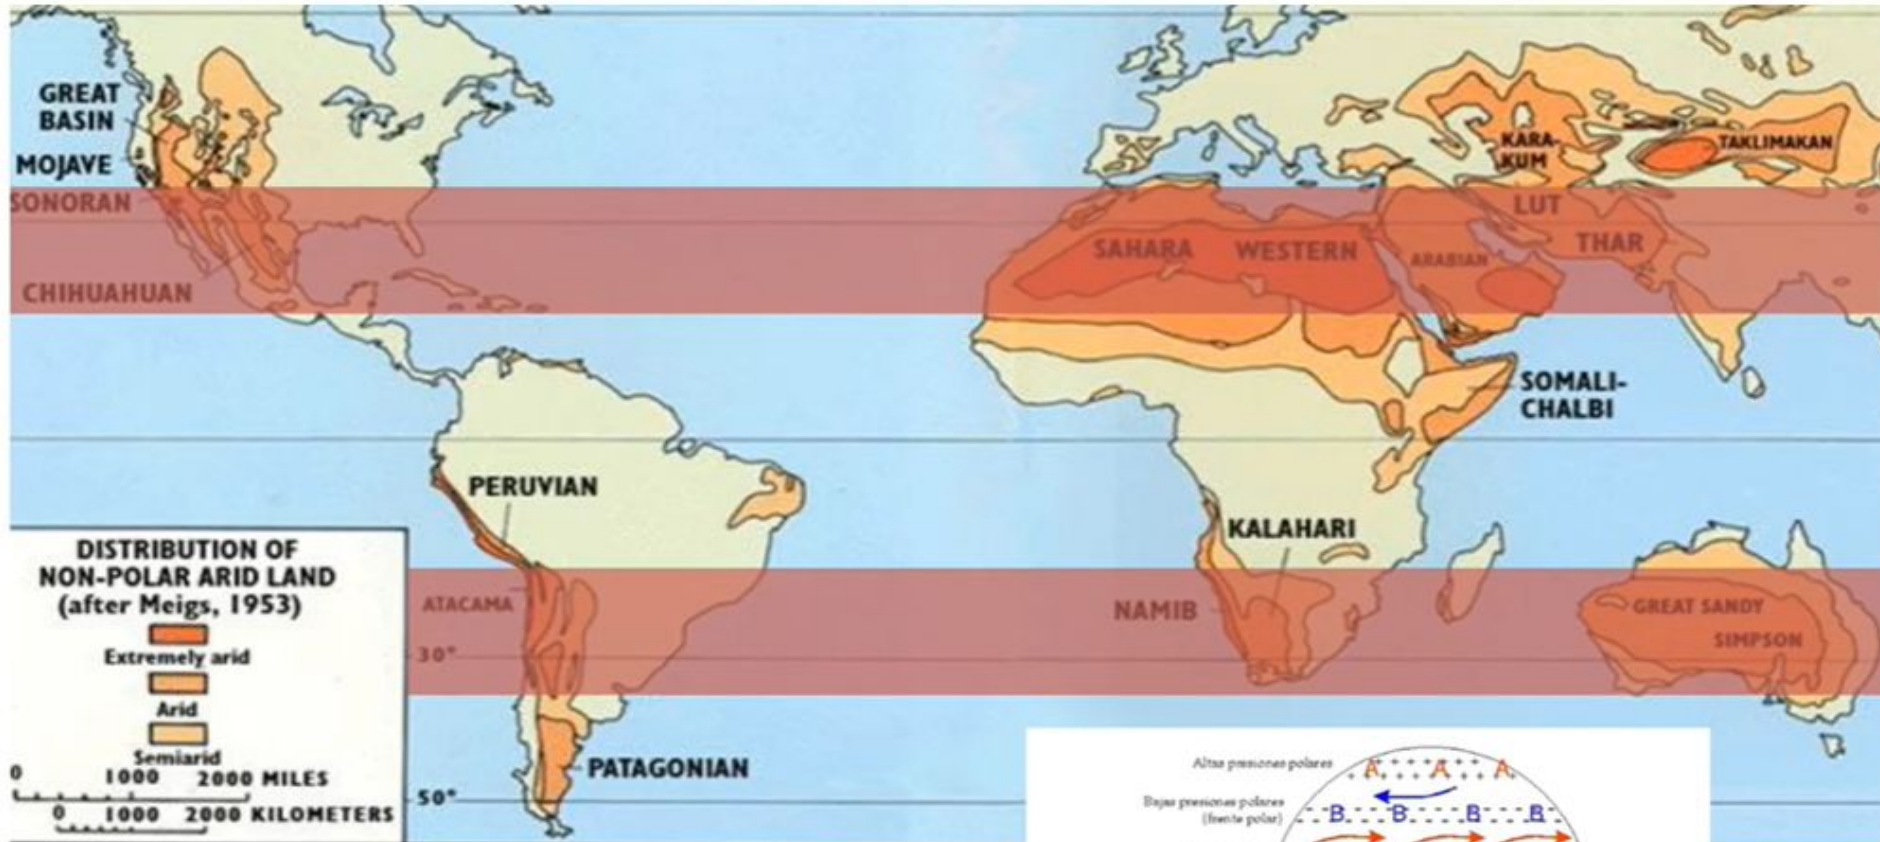 GREAT
BASIN
MOJAVE
SONORAN
CHIHUAHUAN
KARA-
KUM
TAKLIMAKAN
LUT
THAR
SAHARA
WESTERN
ARABIAN
SOMALI-
CHALBI
PERUVIAN
KALAHARI
ATACAMA
NAMIB
GREAT SANDY
SIMPSON
30°
PATAGONIAN
50°
DISTRIBUTION OF
NON-POLAR ARID LAND
(after Meigs, 1953)
Extremely arid
Arid
Semiarid
0 1000 2000 MILES
0 1000 2000 KILOMETERS
Altas presiones polares
A A A
Bajas presiones polares
(frente polar)
B B B B